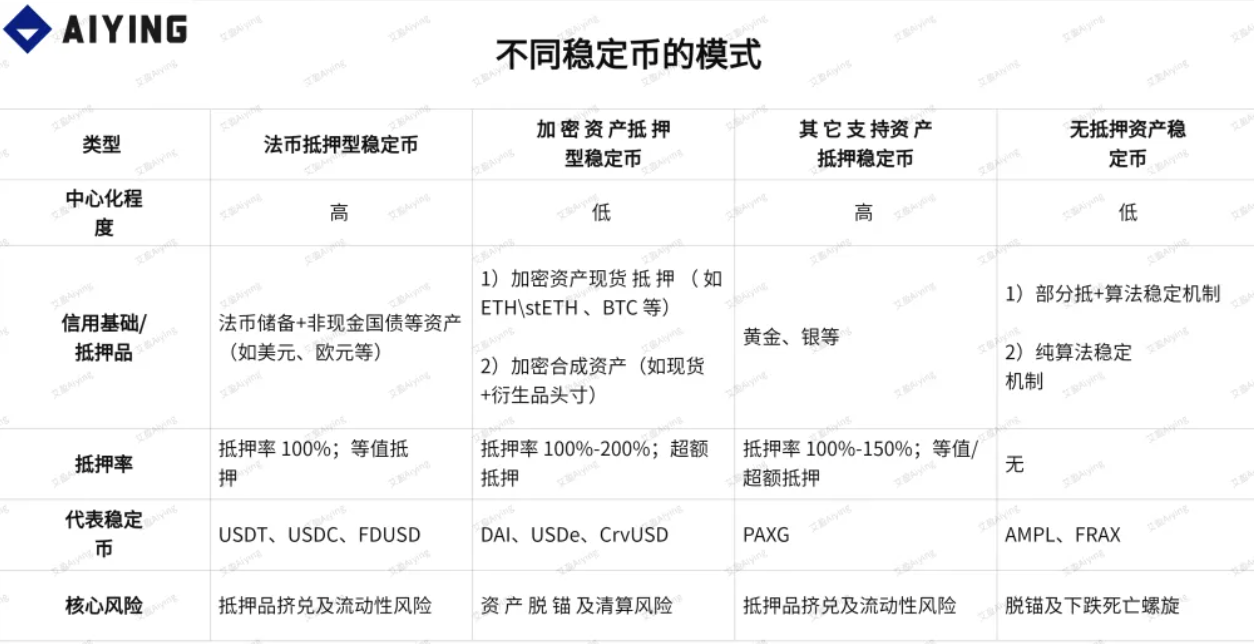 AIYING
不同稳定币的模式
类型
法币抵押型稳定币
加密资产抵押
型稳定币
其它支持资产
抵押稳定币
无抵押资产稳
定币
中心化程
度
高
低
高
低
信用基础/
抵押品
法币储备+非现金国债等资产
（如美元、欧元等）
1）加密资产现货抵押（如
ETH\stETH、BTC等）
2）加密合成资产（如现货
+衍生品头寸）
黄金、银等
1）部分抵+算法稳定机制
2）纯算法稳定
机制
抵押率
抵押率 100%；等值抵
押
抵押率 100%-200%；超额
抵押
抵押率 100%-150%；等值/
超额抵押
无
代表稳定
币
USDT、USDC、FDUSD
DAI、USDe、CrvUSD
PAXG
AMPL、FRAX
核心风险
抵押品挤兑及流动性风险
资产脱锚及清算风险
抵押品挤兑及流动性风险
脱锚及下跌死亡螺旋
艾盈Aiying